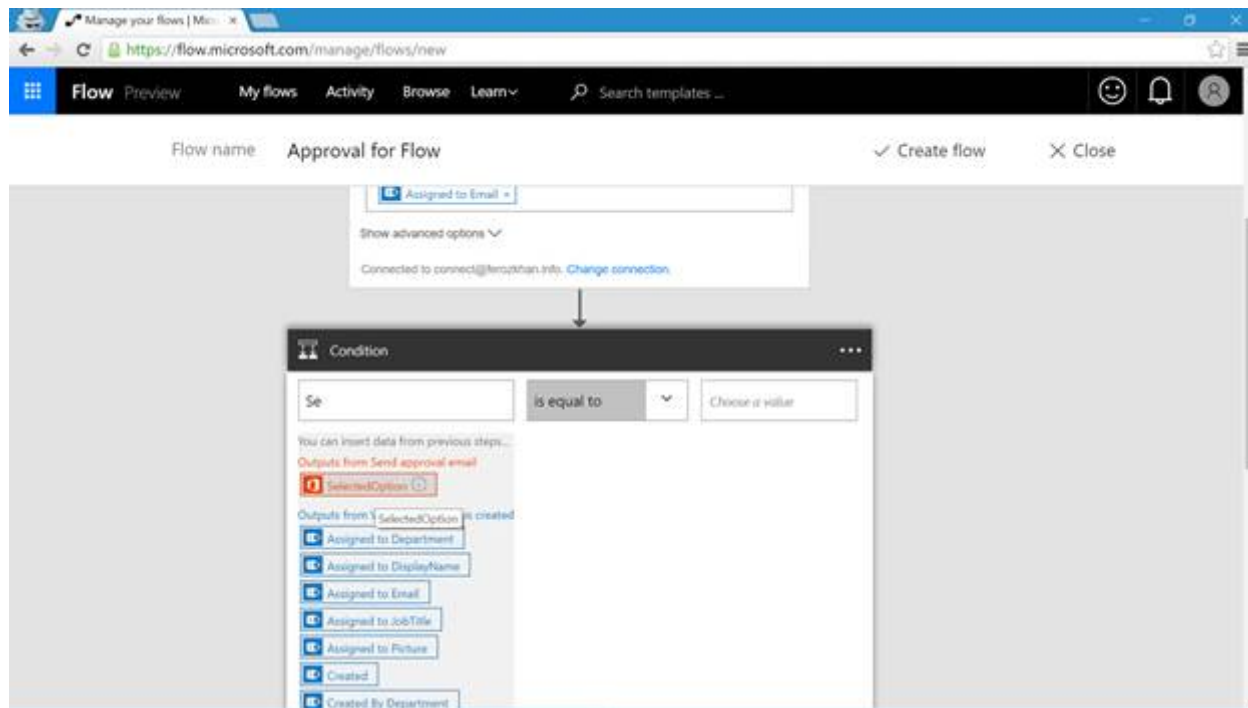 Manage your flows | Micr
https://flow.microsoft.com/manage/flows/new
Flow Preview My flows Activity Browse Learn Search templates ...
Flow name Approval for Flow Create flow Close
Assigned to Email ×
Show advanced options
Connected to connect@ferozkhan.info. Change connection.
Condition
Se is equal to Choose a value
You can insert data from previous steps...
Outputs from Send approval email
SelectedOption
Outputs from SelectedOption is created
Assigned to Department
Assigned to DisplayName
Assigned to Email
Assigned to JobTitle
Assigned to Picture
Created
Created By Department